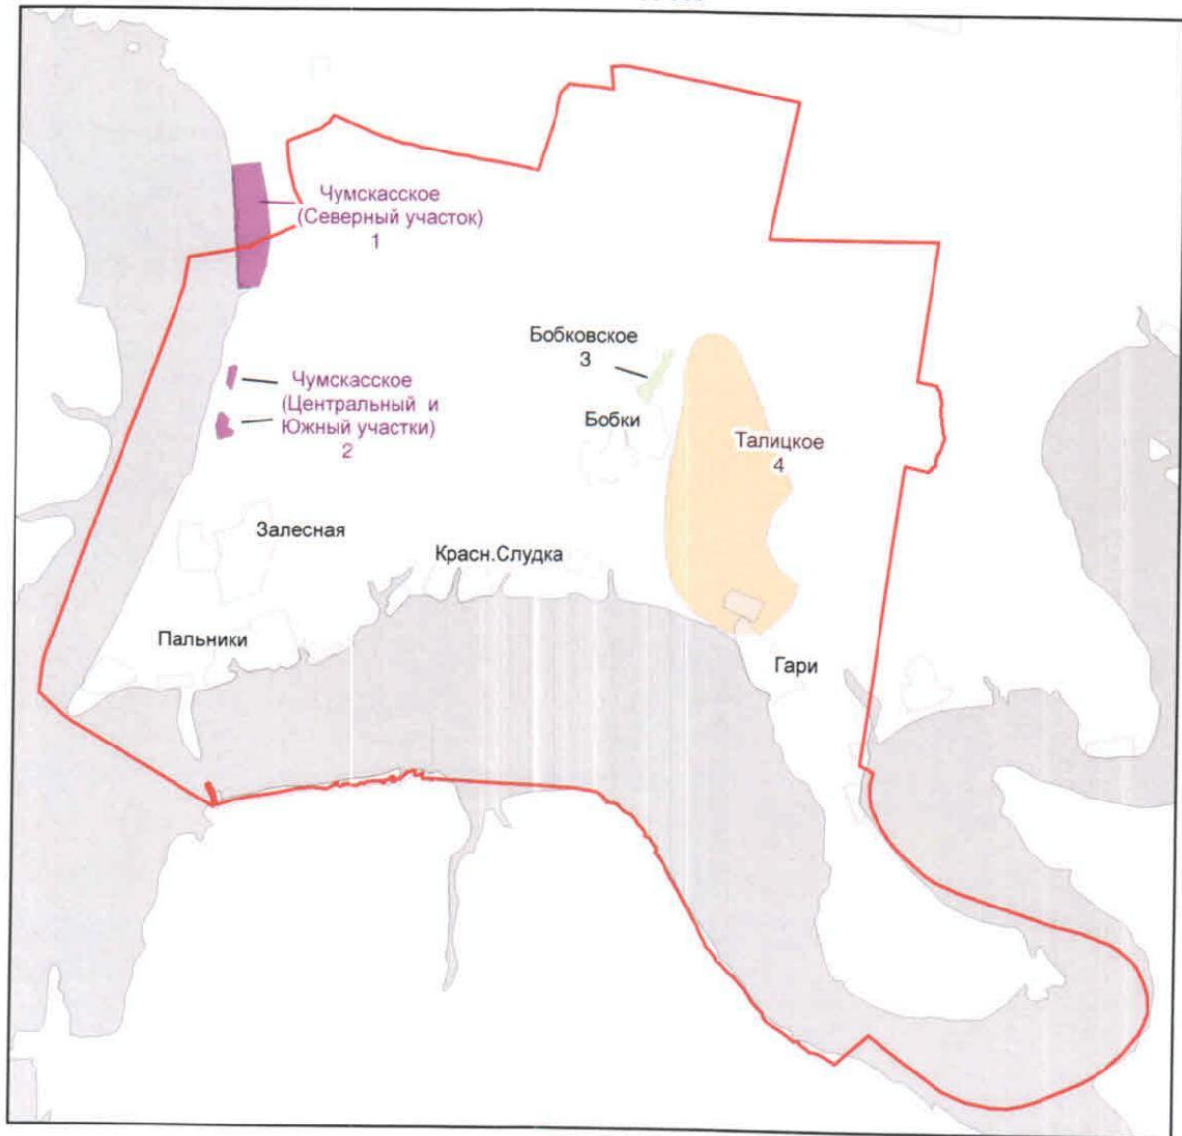 Чумскасское
(Северный участок)
1
Бобковское
3
Чумскасское
(Центральный и
Южный участки)
2
Бобки
Талицкое
4
Залесная
Красн.Слудка
Пальники
Гари